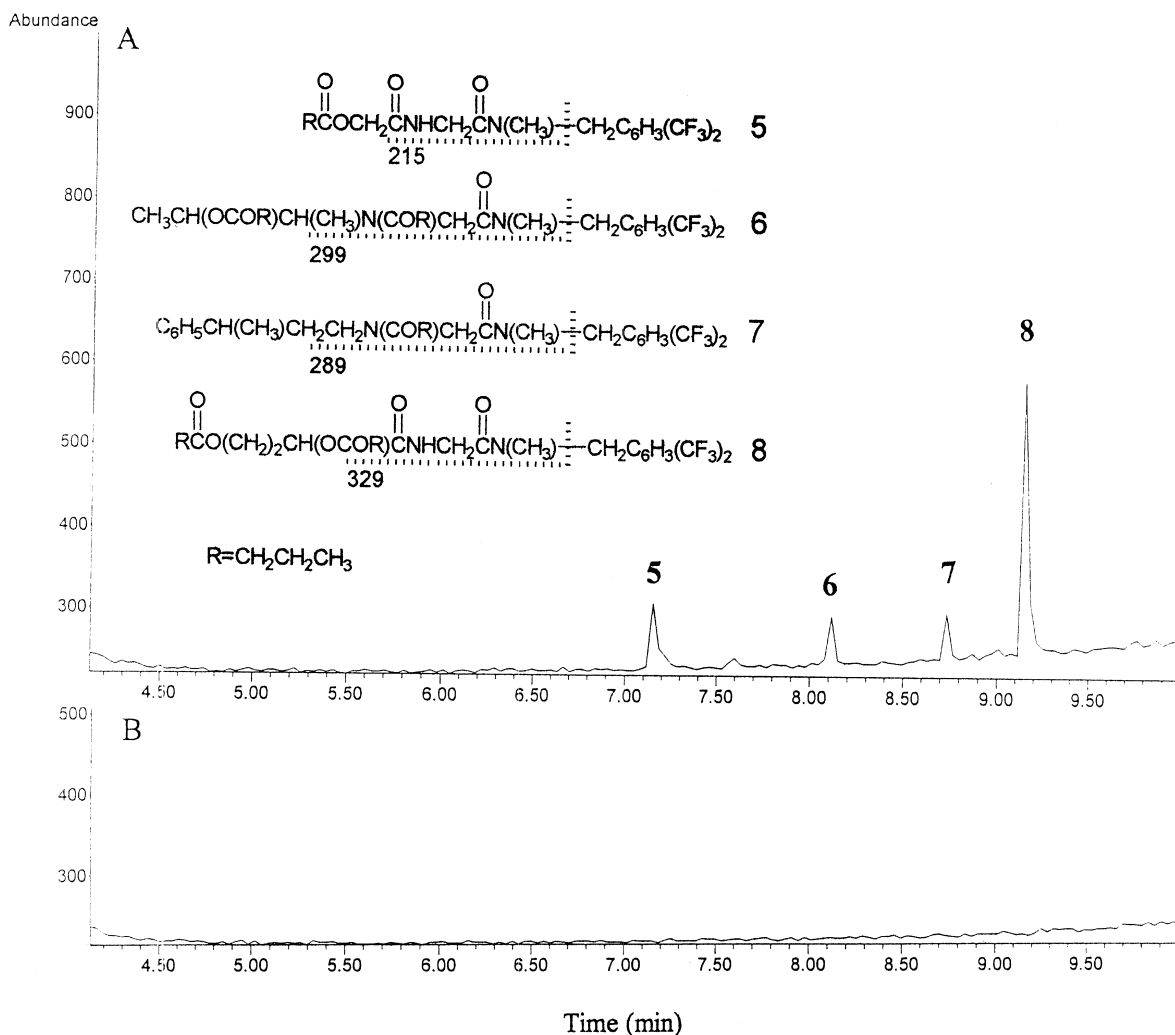 Abundance
A
900
800
700
600
500
400
300
O O O
RCOCH₂CNHCH₂CN(CH₃) CH₂C₆H₃(CF₃)₂ 5
215
O
CH₃CH(OCOR)CH(CH₃)N(COR)CH₂CN(CH₃) CH₂C₆H₃(CF₃)₂ 6
299
O
C₆H₅CH(CH₃)CH₂CH₂N(COR)CH₂CN(CH₃) CH₂C₆H₃(CF₃)₂ 7
289
O O O
RCO(CH₂)₂CH(OCOR)CNHCH₂CN(CH₃) CH₂C₆H₃(CF₃)₂ 8
329
R=CH₂CH₂CH₃
5 6 7 8
4.50 5.00 5.50 6.00 6.50 7.00 7.50 8.00 8.50 9.00 9.50
B
500
400
300
4.50 5.00 5.50 6.00 6.50 7.00 7.50 8.00 8.50 9.00 9.50
Time (min)